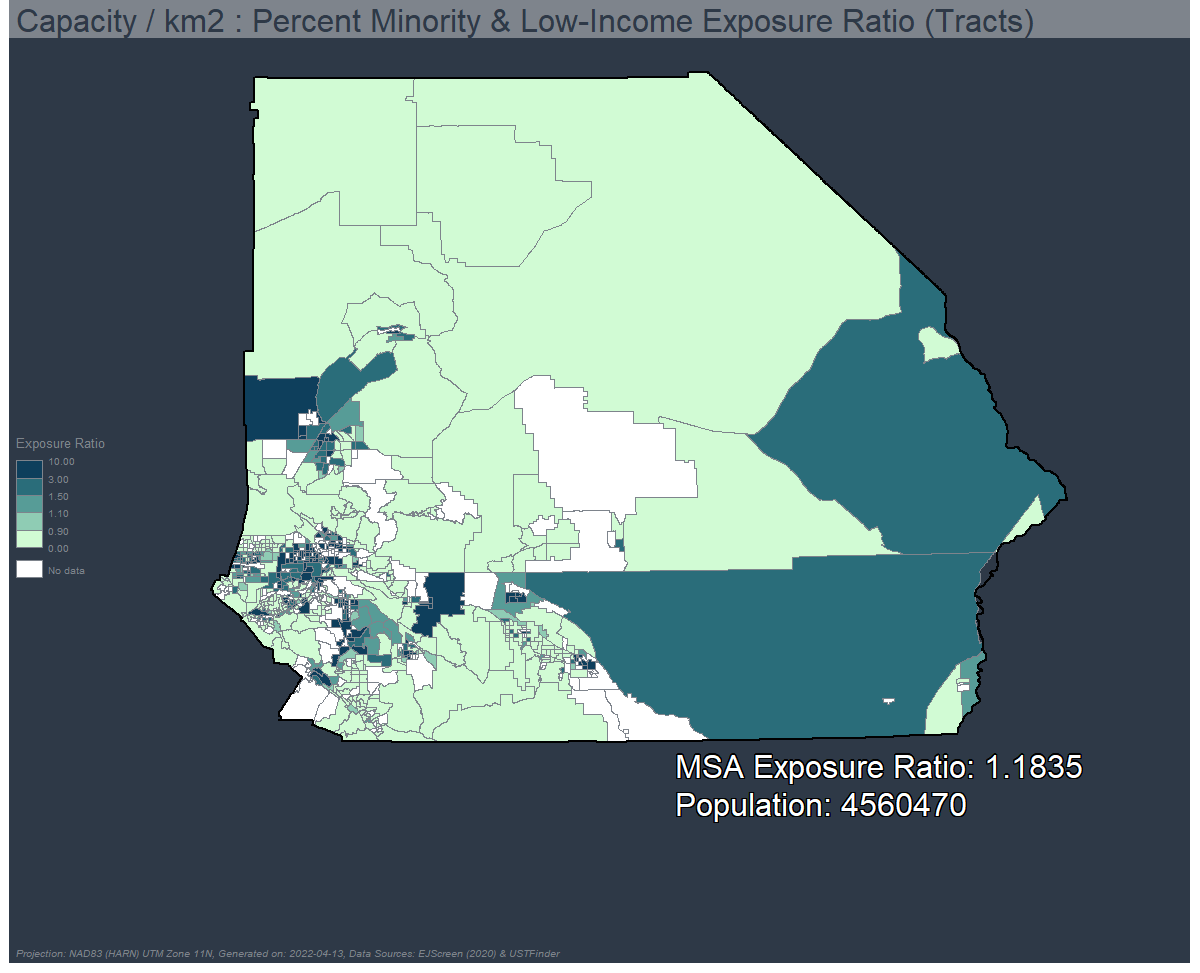 Capacity / km2 : Percent Minority & Low-Income Exposure Ratio (Tracts)
Exposure Ratio
10.00
3.00
1.50
1.10
0.90
0.00
No data
MSA Exposure Ratio: 1.1835
Population: 4560470
Projection: NAD83 (HARN) UTM Zone 11N, Generated on: 2022-04-13, Data Sources: EJScreen (2020) & USTFinder